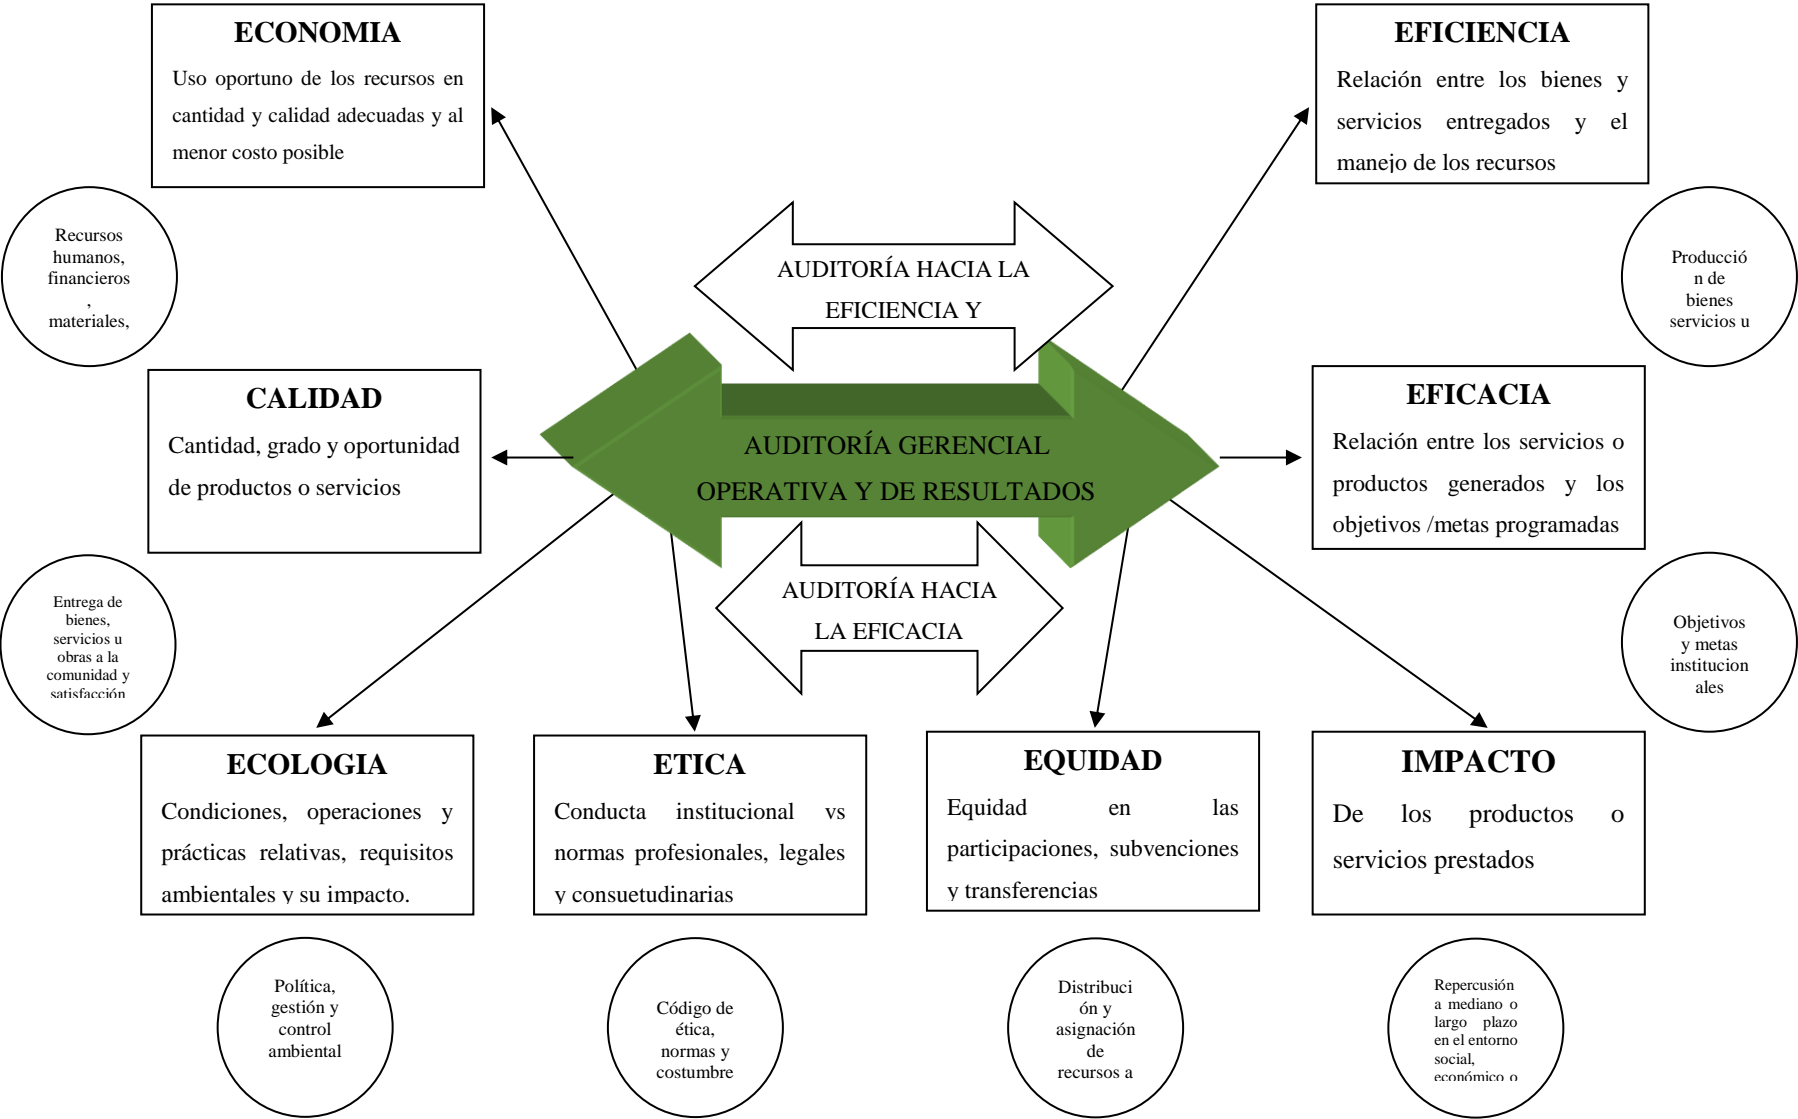 ECONOMIA
Uso oportuno de los recursos en
cantidad y calidad adecuadas y al
menor costo posible
EFICIENCIA
Relación entre los bienes y
servicios entregados y el
manejo de los recursos
Recursos
humanos,
financieros
,
materiales,
AUDITORÍA HACIA LA
EFICIENCIA Y
Producció
n de
bienes
servicios u
CALIDAD
Cantidad, grado y oportunidad
de productos o servicios
AUDITORÍA GERENCIAL
OPERATIVA Y DE RESULTADOS
EFICACIA
Relación entre los servicios o
productos generados y los
objetivos /metas programadas
Entrega de
bienes,
servicios u
obras a la
comunidad y
satisfacción
AUDITORÍA HACIA
LA EFICACIA
Objetivos
y metas
institucion
ales
ECOLOGIA
Condiciones, operaciones y
prácticas relativas, requisitos
ambientales y su impacto.
ETICA
Conducta institucional vs
normas profesionales, legales
y consuetudinarias
EQUIDAD
Equidad en las
participaciones, subvenciones
y transferencias
IMPACTO
De los productos o
servicios prestados
Política,
gestión y
control
ambiental
Código de
ética,
normas y
costumbre
Distribuci
ón y
asignación
de
recursos a
Repercusión
a mediano o
largo plazo
en el entorno
social,
económico o